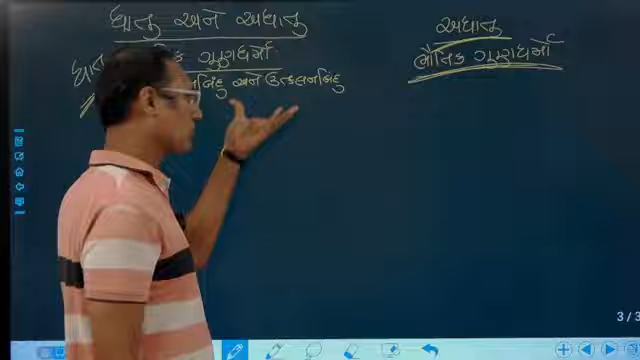 ધાતુ અને અધાતુ
અધાતુ
ગુણધર્મો
ભૌતિક ગુણધર્મો
અને ઉત્કલનબિંદુ
3/3